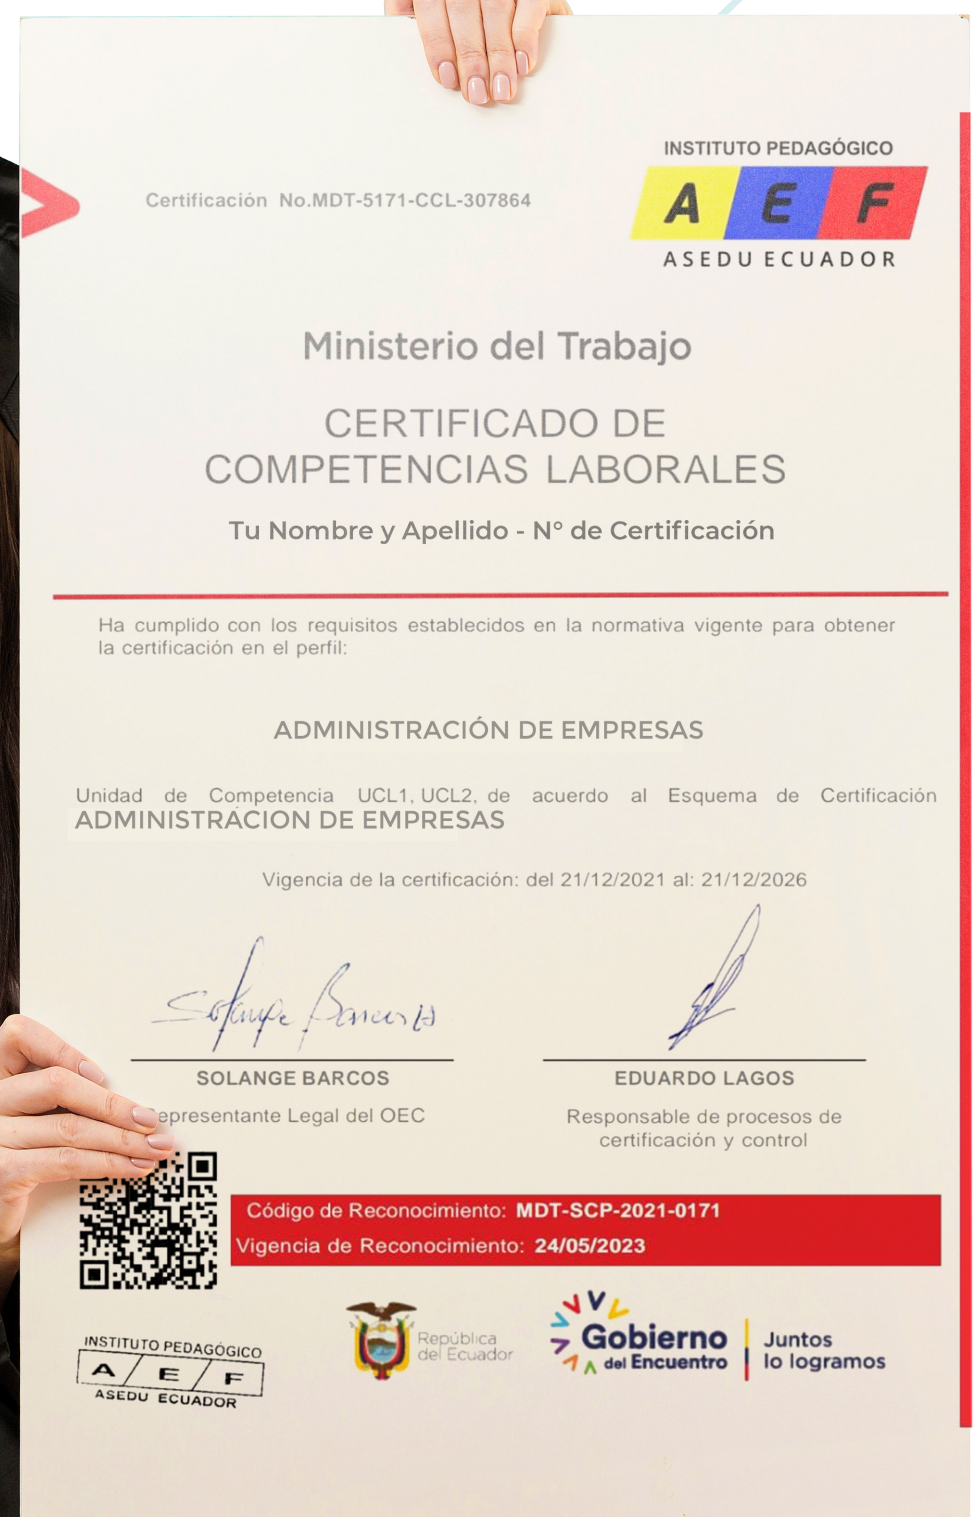 INSTITUTO PEDAGÓGICO
A E F
ASEDU ECUADOR
Certificación No.MDT-5171-CCL-307864
Ministerio del Trabajo
CERTIFICADO DE
COMPETENCIAS LABORALES
Tu Nombre y Apellido - N° de Certificación
Ha cumplido con los requisitos establecidos en la normativa vigente para obtener
la certificación en el perfil:
ADMINISTRACIÓN DE EMPRESAS
Unidad de Competencia UCL1, UCL2, de acuerdo al Esquema de Certificación
ADMINISTRACION DE EMPRESAS
Vigencia de la certificación: del 21/12/2021 al: 21/12/2026
Solange Barcos
SOLANGE BARCOS
epresentante Legal del OEC
EDUARDO LAGOS
Responsable de procesos de
certificación y control
Código de Reconocimiento: MDT-SCP-2021-0171
Vigencia de Reconocimiento: 24/05/2023
INSTITUTO PEDAGÓGICO
A E F
ASEDU ECUADOR
República
del Ecuador
Gobierno
del Encuentro
Juntos
lo logramos